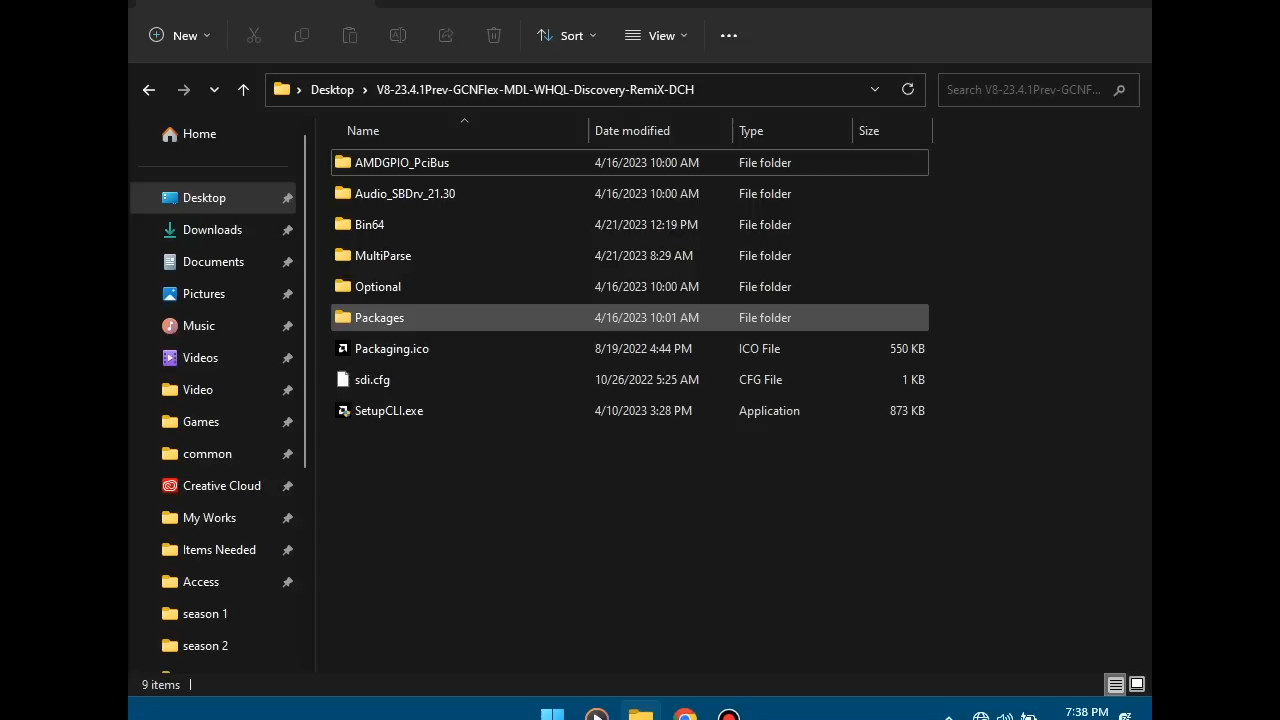 New
Sort
View
Desktop
V8-23.4.1Prev-GCNFlex-MDL-WHQL-Discovery-RemiX-DCH
Search V8-23.4.1Prev-GCNF...
Name
Date modified
Type
Size
Home
Desktop
Downloads
Documents
Pictures
Music
Videos
Video
Games
common
Creative Cloud
My Works
Items Needed
Access
season 1
season 2
AMDGPIO_PciBus 4/16/2023 10:00 AM File folder
Audio_SBDrv_21.30 4/16/2023 10:00 AM File folder
Bin64 4/21/2023 12:19 PM File folder
MultiParse 4/21/2023 8:29 AM File folder
Optional 4/16/2023 10:00 AM File folder
Packages 4/16/2023 10:01 AM File folder
Packaging.ico 8/19/2022 4:44 PM ICO File 550 KB
sdi.cfg 10/26/2022 5:25 AM CFG File 1 KB
SetupCLI.exe 4/10/2023 3:28 PM Application 873 KB
9 items
7:38 PM